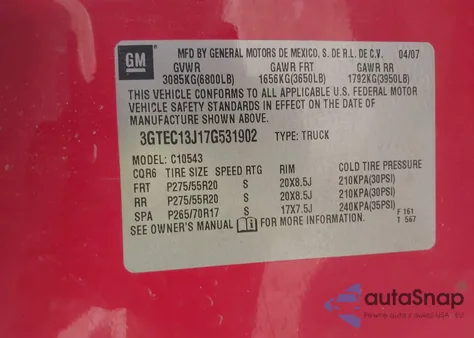 GM
MFD BY GENERAL MOTORS DE MEXICO, S. DE R.L. DE C.V. 04/07
GVWR GAWR FRT GAWR RR
3085KG(6800LB) 1656KG(3650LB) 1792KG(3950LB)
THIS VEHICLE CONFORMS TO ALL APPLICABLE U.S. FEDERAL MOTOR
VEHICLE SAFETY STANDARDS IN EFFECT ON THE DATE OF
MANUFACTURE SHOWN ABOVE.
3GTEC13J17G531902 TYPE: TRUCK
MODEL: C10543
CQR6 TIRE SIZE SPEED RTG RIM COLD TIRE PRESSURE
FRT P275/55R20 S 20X8.5J 210KPA(30PSI)
RR P275/55R20 S 20X8.5J 210KPA(30PSI)
SPA P265/70R17 S 17X7.5J 240KPA(35PSI)
SEE OWNER'S MANUAL FOR MORE INFORMATION.
F 161
T 567
autaSnap